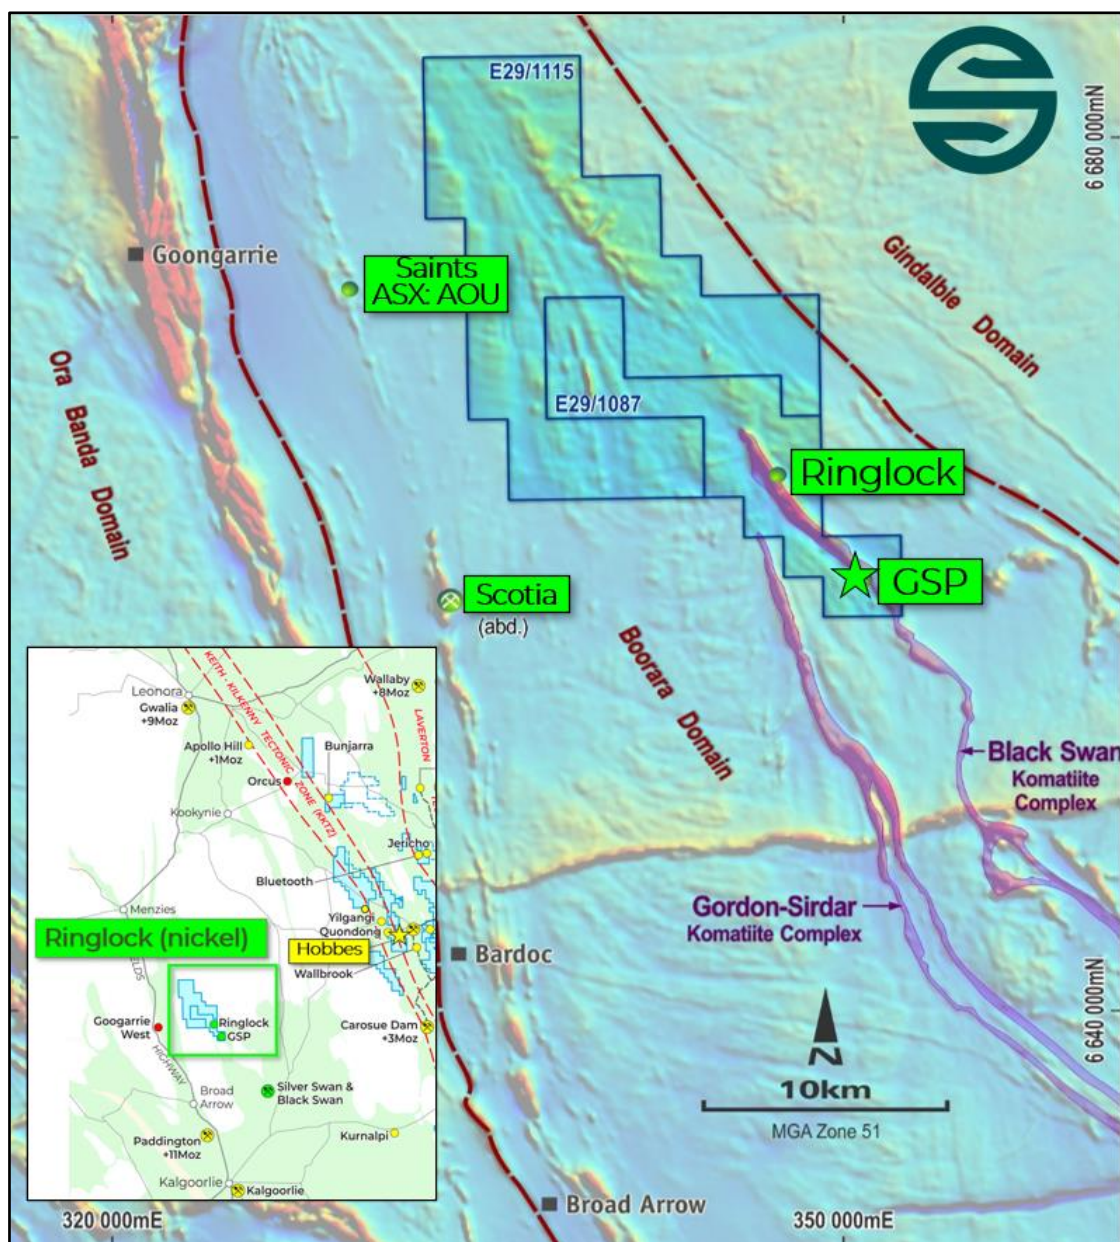 E29/1115
6 680 000mN
Goongarrie
Gindalbie Domain
Saints
ASX: AOU
Ora Banda Domain
E29/1087
Ringlock
GSP
Scotia
(abd.)
Boorara Domain
Black Swan
Komatiite
Complex
Gordon-Sirdar
Komatiite Complex
Bardoc
6 640 000mN
N
10km
MGA Zone 51
Broad Arrow
320 000mE
350 000mE
KEITH - KILKENNY TECTONIC ZONE (KKTZ)
Wallaby
+8Moz
Leonora
Gwalia
+9Moz
LAVERTON
Apollo Hill
+1Moz
Bunjarra
Orcus
Kookynie
Jericho
Bluetooth
Menzies
Yilgangi
Quondong
Ringlock (nickel)
Hobbes
Wallbrook
Ringlock
GSP
Googarrie
West
Carosue Dam
+3Moz
HIGHWAY
Silver Swan &
Black Swan
Broad
Arrow
Paddington
+11Moz
Kurnalpi
Kalgoorlie
Kalgoorlie